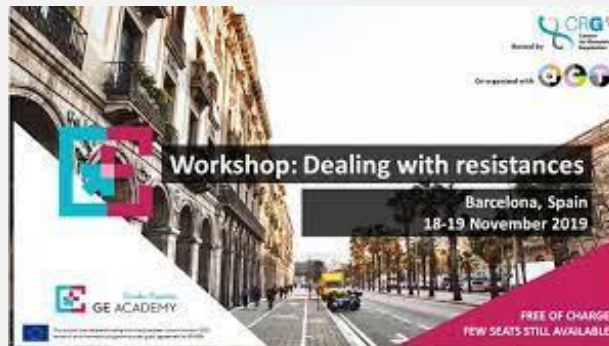 CRG
Hosted by
Co-organized with
Workshop: Dealing with resistances
Barcelona, Spain
18-19 November 2019
GE ACADEMY
FREE OF CHARGE
FEW SEATS STILL AVAILABLE